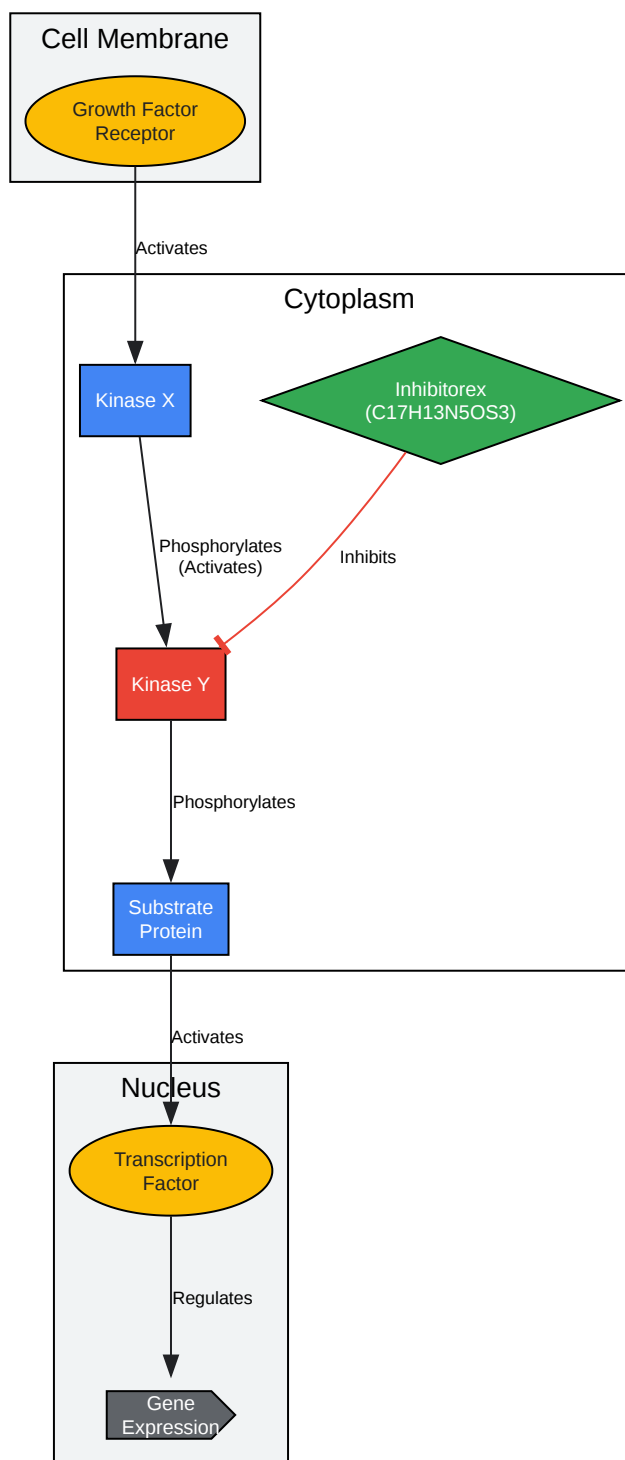 Cell Membrane
Growth Factor
Receptor
Activates
Cytoplasm
Kinase X
Inhibitorex
(C17H13N5OS3)
Phosphorylates
(Activates)
Inhibits
Kinase Y
Phosphorylates
Substrate
Protein
Activates
Nucleus
Transcription
Factor
Regulates
Gene
Expression